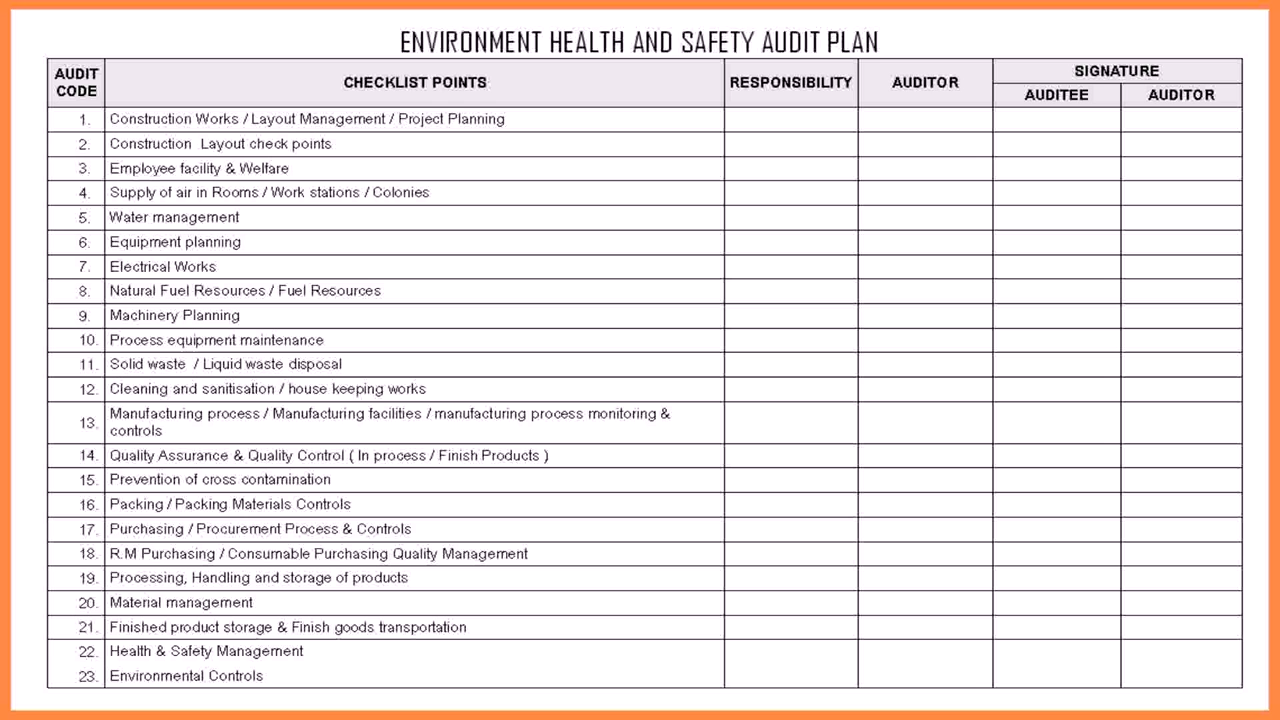 ENVIRONMENT HEALTH AND SAFETY AUDIT PLAN
AUDIT CODE CHECKLIST POINTS RESPONSIBILITY AUDITOR SIGNATURE
AUDITEE AUDITOR
1. Construction Works / Layout Management / Project Planning
2. Construction Layout check points
3. Employee facility & Welfare
4. Supply of air in Rooms / Work stations / Colonies
5. Water management
6. Equipment planning
7. Electrical Works
8. Natural Fuel Resources / Fuel Resources
9. Machinery Planning
10. Process equipment maintenance
11. Solid waste / Liquid waste disposal
12. Cleaning and sanitisation / house keeping works
13. Manufacturing process / Manufacturing facilities / manufacturing process monitoring &
controls
14. Quality Assurance & Quality Control ( In process / Finish Products )
15. Prevention of cross contamination
16. Packing / Packing Materials Controls
17. Purchasing / Procurement Process & Controls
18. R.M Purchasing / Consumable Purchasing Quality Management
19. Processing, Handling and storage of products
20. Material management
21. Finished product storage & Finish goods transportation
22. Health & Safety Management
23. Environmental Controls